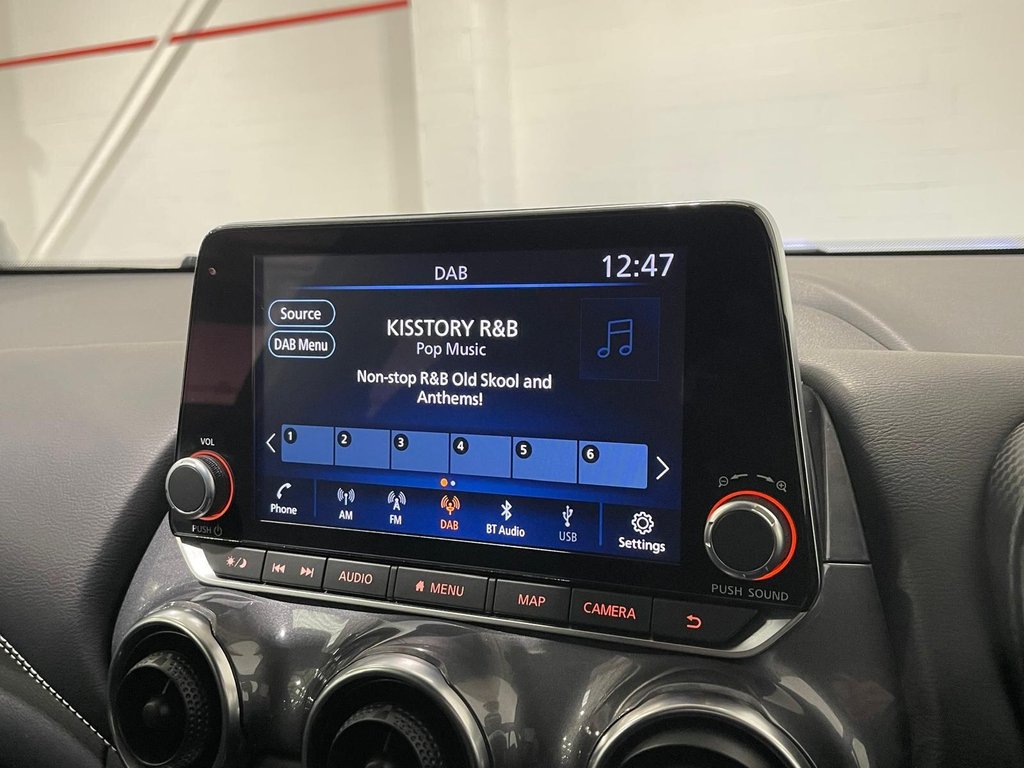 DAB
12:47
Source
DAB Menu
KISSTORY R&B
Pop Music
Non-stop R&B Old Skool and
Anthems!
1 2 3 4 5 6
VOL
PUSH
Phone
AM
FM
DAB
BT Audio
USB
Settings
PUSH SOUND
AUDIO
MENU
MAP
CAMERA